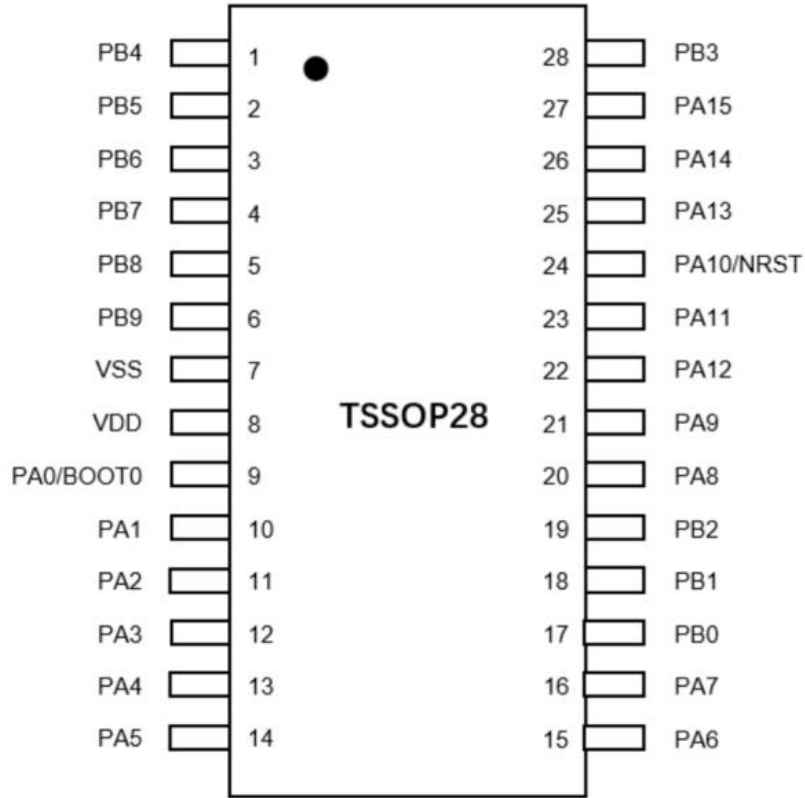 PB4 1 28 PB3
PB5 2 27 PA15
PB6 3 26 PA14
PB7 4 25 PA13
PB8 5 24 PA10/NRST
PB9 6 23 PA11
VSS 7 22 PA12
VDD 8 TSSOP28 21 PA9
PA0/BOOT0 9 20 PA8
PA1 10 19 PB2
PA2 11 18 PB1
PA3 12 17 PB0
PA4 13 16 PA7
PA5 14 15 PA6